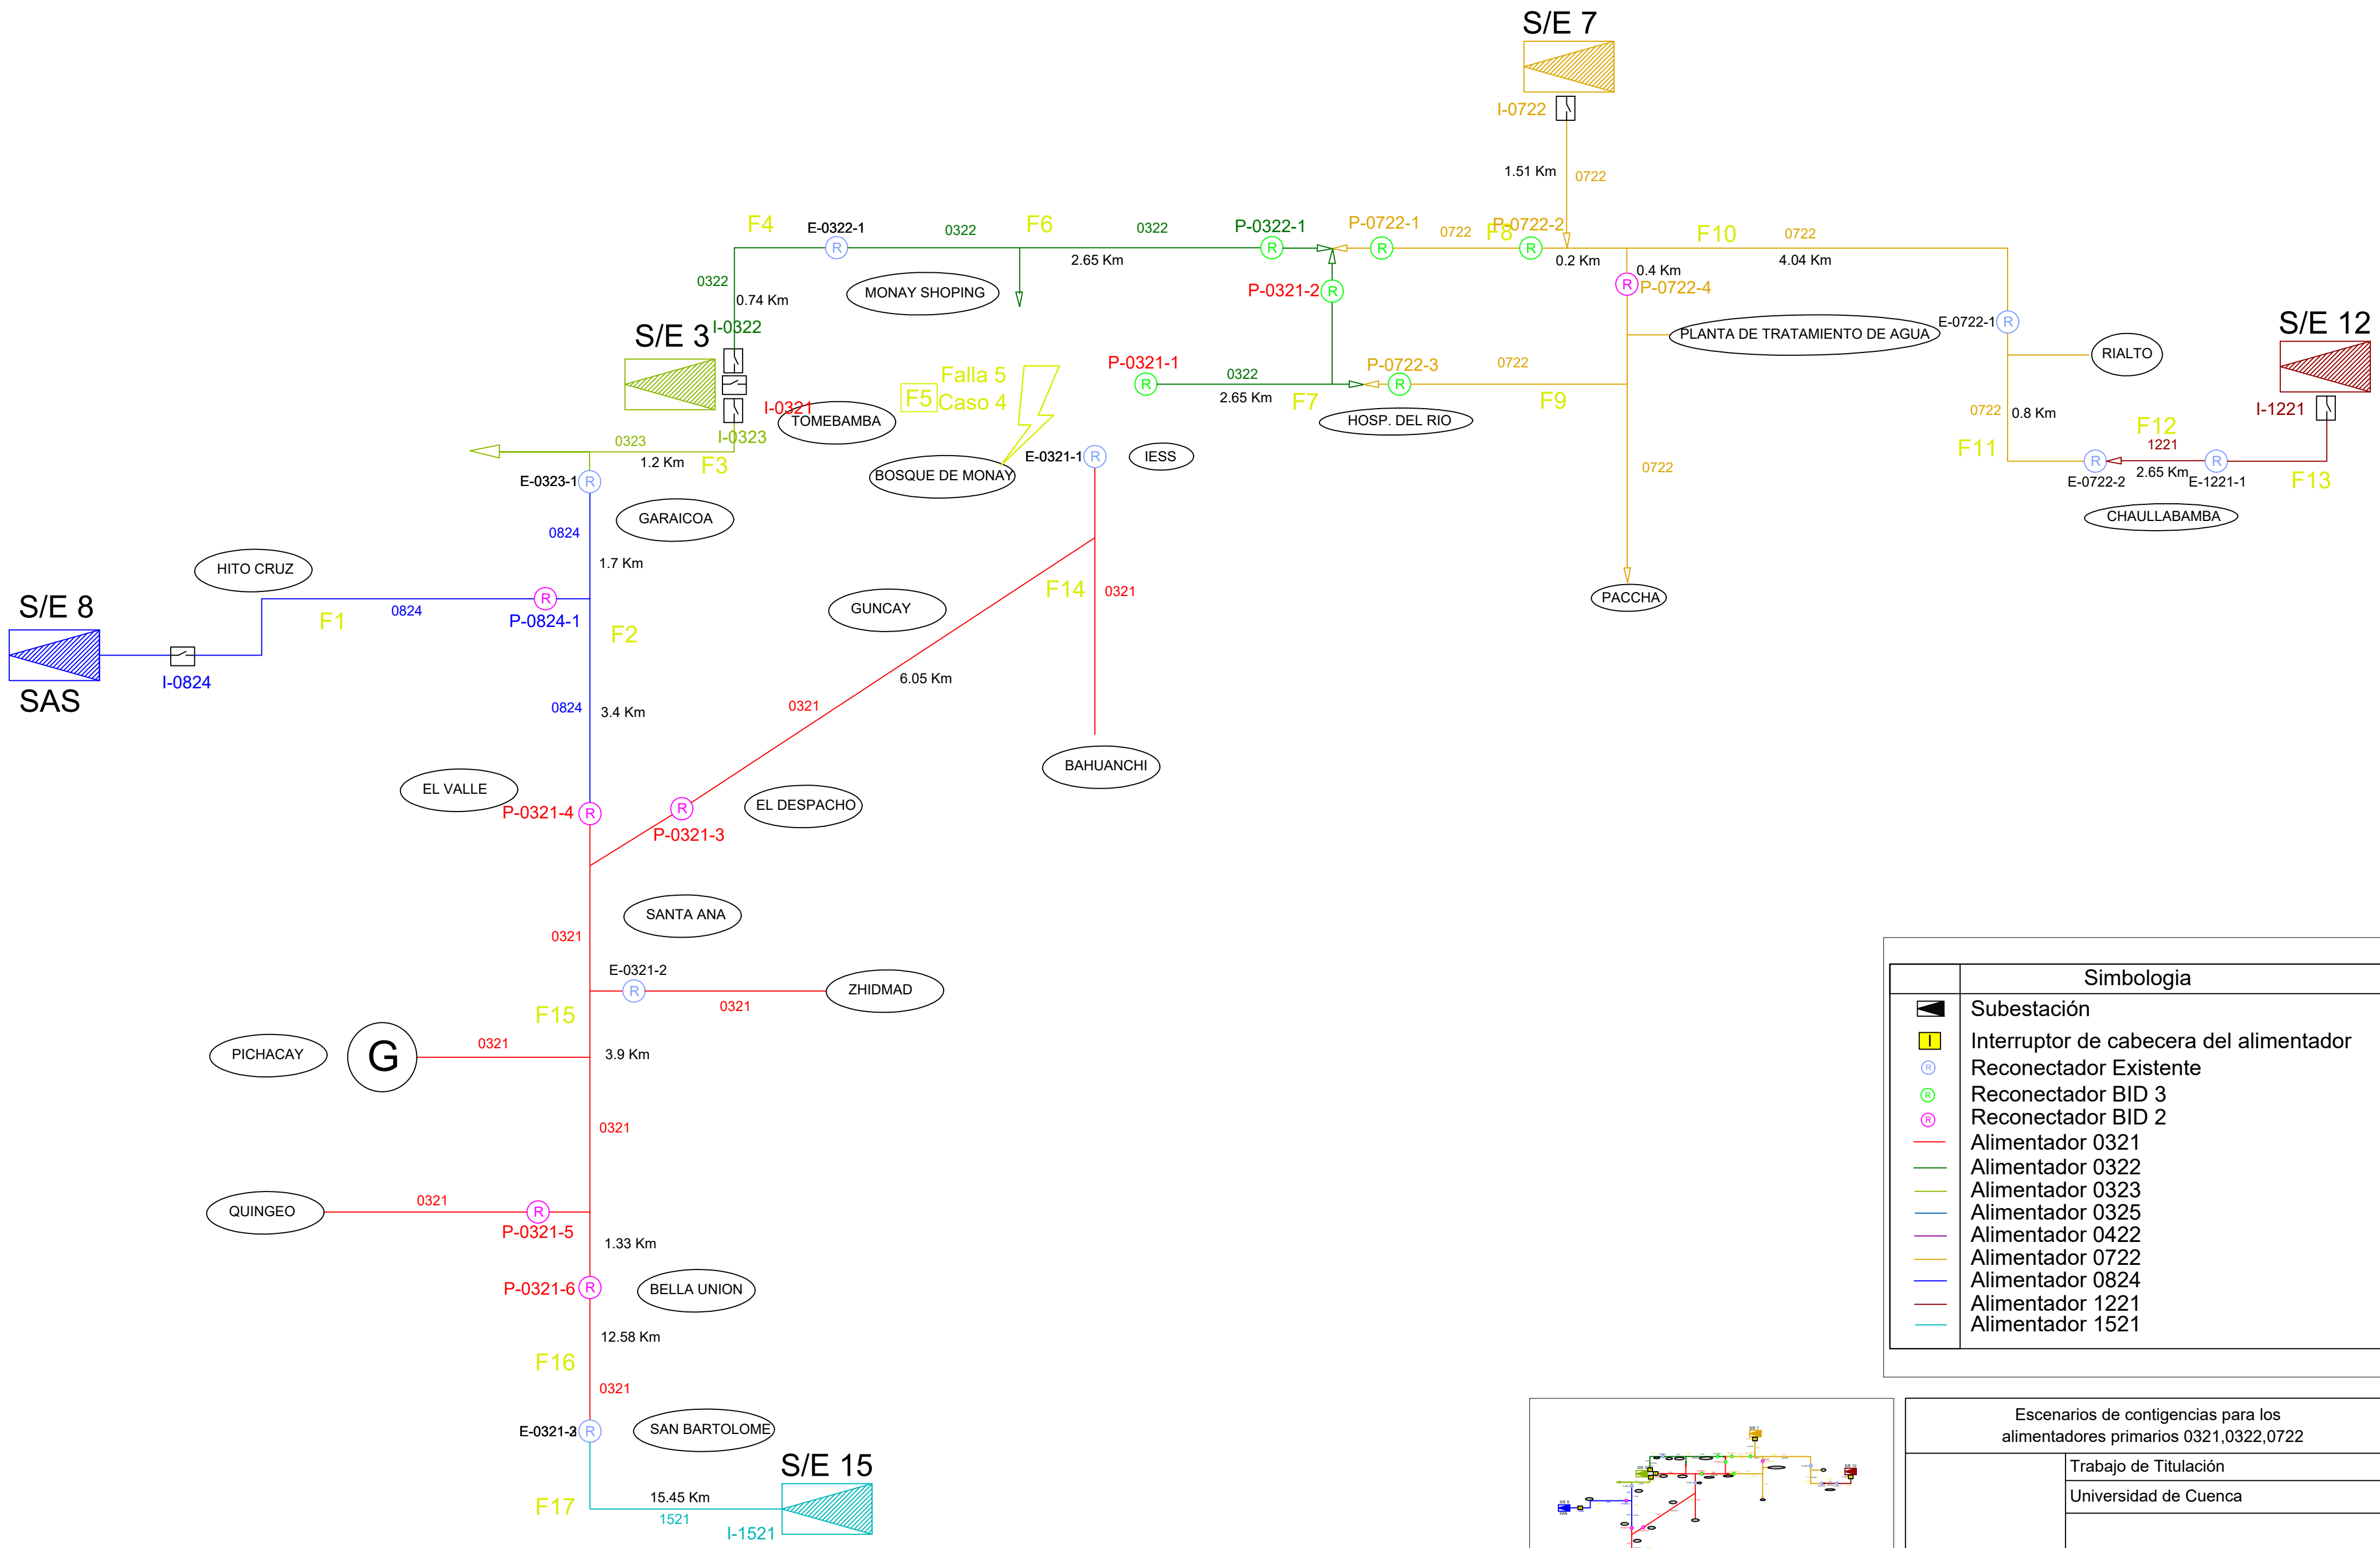 S/E 7
I-0722
1.51 Km
0722
F4
E-0322-1
0322
F6
0322
P-0322-1
P-0722-1
0722
F8
P-0722-2
F10
0722
2.65 Km
0.2 Km
0.4 Km
4.04 Km
0322
0.74 Km
MONAY SHOPING
P-0321-2
P-0722-4
I-0322
S/E 3
PLANTA DE TRATAMIENTO DE AGUA
E-0722-1
S/E 12
RIALTO
P-0321-1
0322
2.65 Km
F7
P-0722-3
0722
F9
Falla 5
F5
Caso 4
I-0321
TOMEBAMBA
HOSP. DEL RIO
0722
0.8 Km
I-1221
I-0323
0323
1.2 Km
F3
F12
1221
F11
2.65 Km
F13
E-0722-2
E-1221-1
CHAULLABAMBA
E-0323-1
BOSQUE DE MONAY
E-0321-1
R
IESS
0722
GARAICOA
0824
1.7 Km
HITO CRUZ
S/E 8
F1
0824
R
P-0824-1
F2
GUNCAY
F14
0321
PACCHA
SAS
I-0824
0824
3.4 Km
6.05 Km
0321
BAHUANCHI
EL VALLE
P-0321-4
R
R
P-0321-3
EL DESPACHO
SANTA ANA
0321
E-0321-2
R
0321
ZHIDMAD
F15
PICHACAY
G
0321
3.9 Km
0321
QUINGEO
0321
R
P-0321-5
1.33 Km
P-0321-6
R
BELLA UNION
12.58 Km
F16
0321
R
SAN BARTOLOME
S/E 15
F17
15.45 Km
1521
I-1521
Simbologia
Subestación
I Interruptor de cabecera del alimentador
R Reconectador Existente
R Reconectador BID 3
R Reconectador BID 2
Alimentador 0321
Alimentador 0322
Alimentador 0323
Alimentador 0325
Alimentador 0422
Alimentador 0722
Alimentador 0824
Alimentador 1221
Alimentador 1521
Escenarios de contigencias para los
alimentadores primarios 0321,0322,0722
Trabajo de Titulación
Universidad de Cuenca